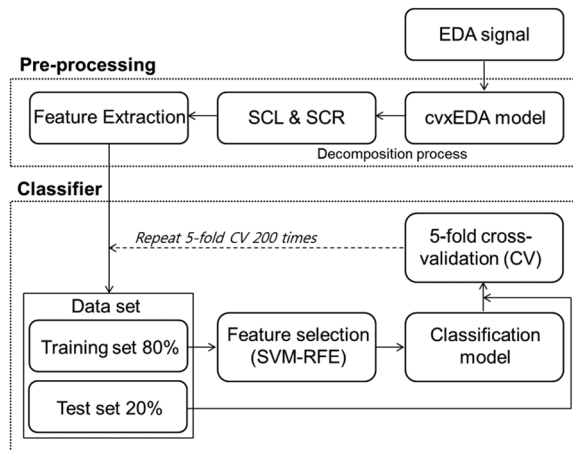 EDA signal
Pre-processing
Feature Extraction
SCL & SCR
cvxEDA model
Decomposition process
Classifier
Repeat 5-fold CV 200 times
5-fold cross-
validation (CV)
Data set
Training set 80%
Feature selection
(SVM-RFE)
Classification
model
Test set 20%